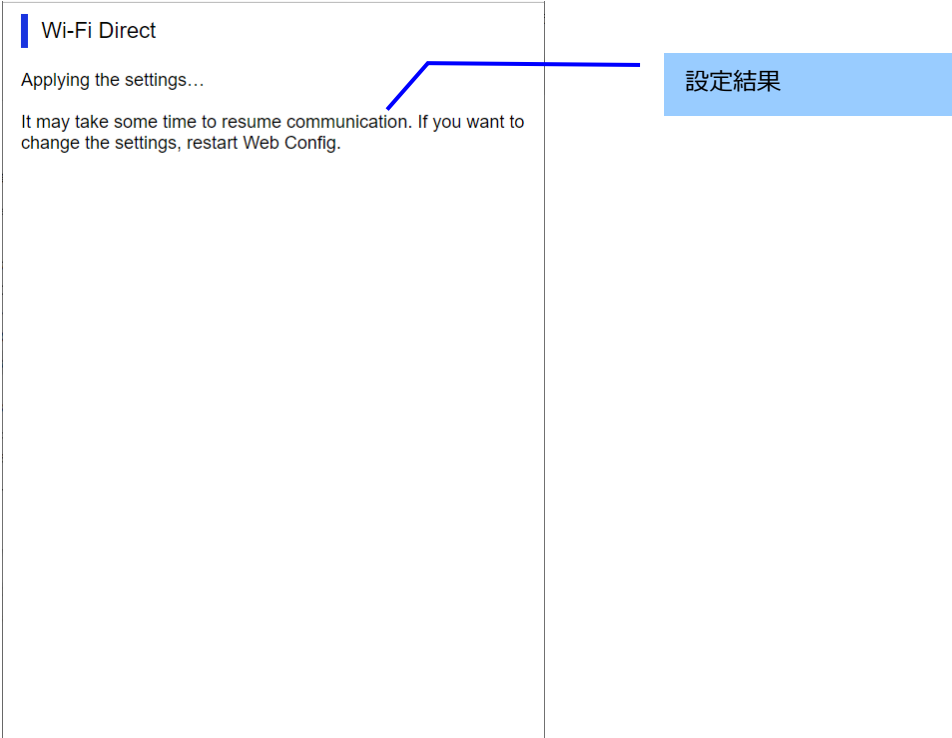 Wi-Fi Direct
設定結果
Applying the settings…
It may take some time to resume communication. If you want to
change the settings, restart Web Config.